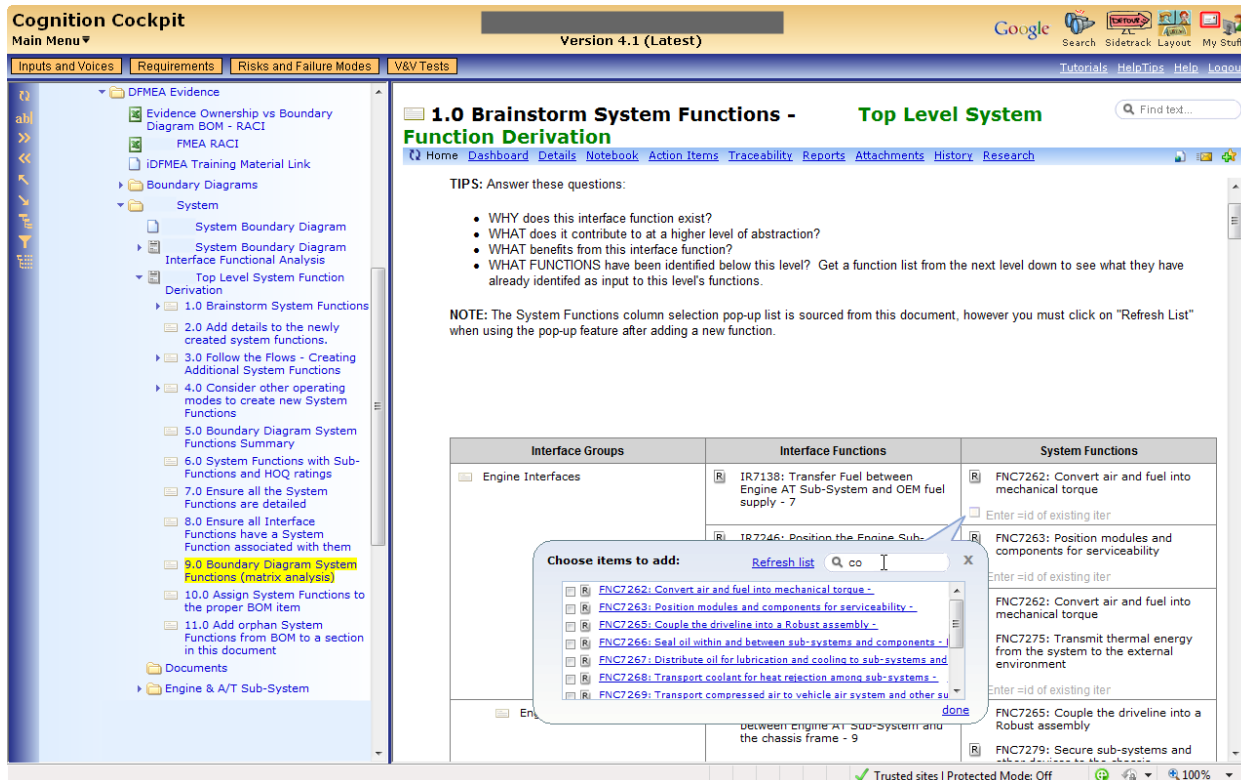 Cognition Cockpit
Main Menu▼
Version 4.1 (Latest)
Google
Search Sidetrack Layout My Stuff
Inputs and Voices Requirements Risks and Failure Modes V&V Tests
Tutorials HelpTips Help Logou
DFMEA Evidence
Evidence Ownership vs Boundary
Diagram BOM - RACI
FMEA RACI
iDFMEA Training Material Link
Boundary Diagrams
System
System Boundary Diagram
System Boundary Diagram
Interface Functional Analysis
Top Level System Function
Derivation
1.0 Brainstorm System Functions
2.0 Add details to the newly
created system functions.
3.0 Follow the Flows - Creating
Additional System Functions
4.0 Consider other operating
modes to create new System
Functions
5.0 Boundary Diagram System
Functions Summary
6.0 System Functions with Sub-
Functions and HOQ ratings
7.0 Ensure all the System
Functions are detailed
8.0 Ensure all Interface
Functions have a System
Function associated with them
9.0 Boundary Diagram System
Functions (matrix analysis)
10.0 Assign System Functions to
the proper BOM item
11.0 Add orphan System
Functions from BOM to a section
in this document
Documents
Engine & A/T Sub-System
1.0 Brainstorm System Functions - Top Level System
Function Derivation
Find text...
Home Dashboard Details Notebook Action Items Traceability Reports Attachments History Research
TIPS: Answer these questions:
• WHY does this interface function exist?
• WHAT does it contribute to at a higher level of abstraction?
• WHAT benefits from this interface function?
• WHAT FUNCTIONS have been identified below this level? Get a function list from the next level down to see what they have
already identifed as input to this level's functions.
NOTE: The System Functions column selection pop-up list is sourced from this document, however you must click on "Refresh List"
when using the pop-up feature after adding a new function.
Interface Groups Interface Functions System Functions
Engine Interfaces
R IR7138: Transfer Fuel between
Engine AT Sub-System and OEM fuel
supply - 7
R FNC7262: Convert air and fuel into
mechanical torque
Enter =id of existing iter
R IR7246: Position the Engine Sub-
R FNC7263: Position modules and
components for serviceability
Enter =id of existing iter
FNC7262: Convert air and fuel into
mechanical torque
FNC7275: Transmit thermal energy
from the system to the external
environment
Enter =id of existing iter
Choose items to add: Refresh list co X
R FNC7262: Convert air and fuel into mechanical torque -
R FNC7263: Position modules and components for serviceability -
R FNC7265: Couple the driveline into a Robust assembly -
R FNC7266: Seal oil within and between sub-systems and components -
R FNC7267: Distribute oil for lubrication and cooling to sub-systems and
R FNC7268: Transport coolant for heat rejection among sub-systems -
R FNC7269: Transport compressed air to vehicle air system and other su
done
between Engine AT Sub-System and
the chassis frame - 9
FNC7265: Couple the driveline into a
Robust assembly
R FNC7279: Secure sub-systems and
Trusted sites | Protected Mode: Off 100%